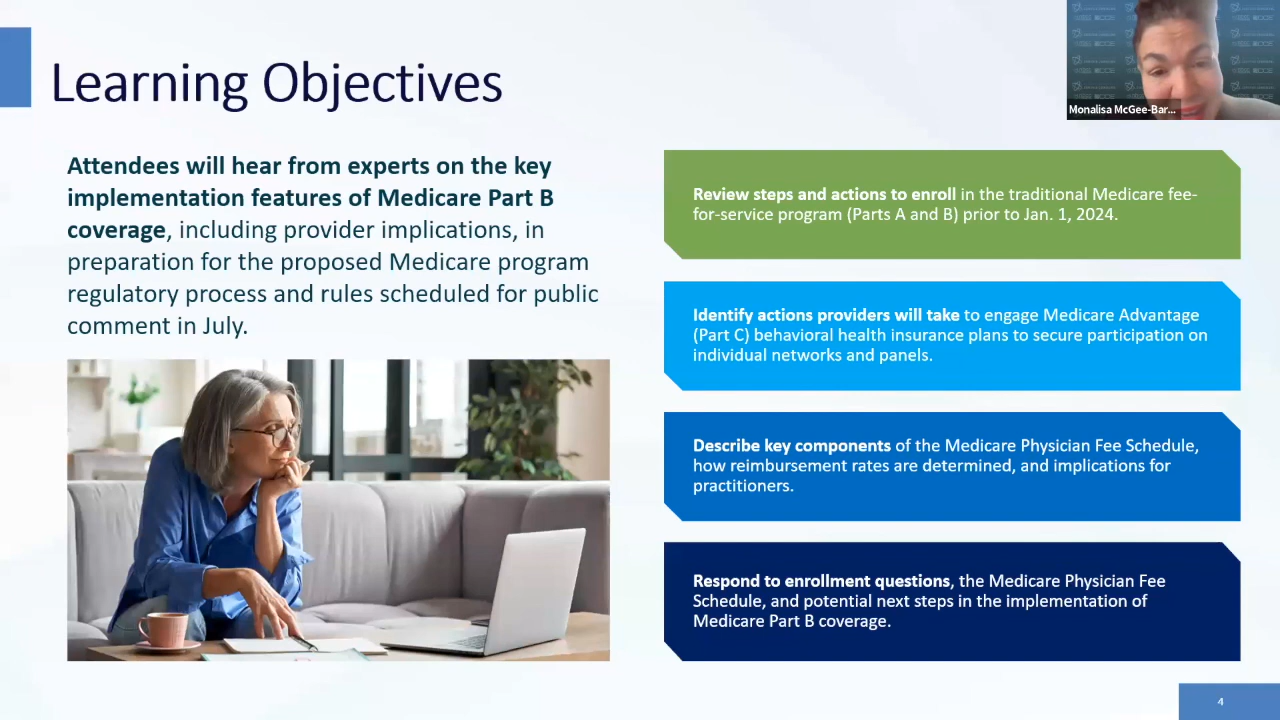 Learning Objectives
Monalisa McGee-Bar...
Attendees will hear from experts on the key
implementation features of Medicare Part B
coverage, including provider implications, in
preparation for the proposed Medicare program
regulatory process and rules scheduled for public
comment in July.
Review steps and actions to enroll in the traditional Medicare fee-
for-service program (Parts A and B) prior to Jan. 1, 2024.
Identify actions providers will take to engage Medicare Advantage
(Part C) behavioral health insurance plans to secure participation on
individual networks and panels.
Describe key components of the Medicare Physician Fee Schedule,
how reimbursement rates are determined, and implications for
practitioners.
Respond to enrollment questions, the Medicare Physician Fee
Schedule, and potential next steps in the implementation of
Medicare Part B coverage.
4